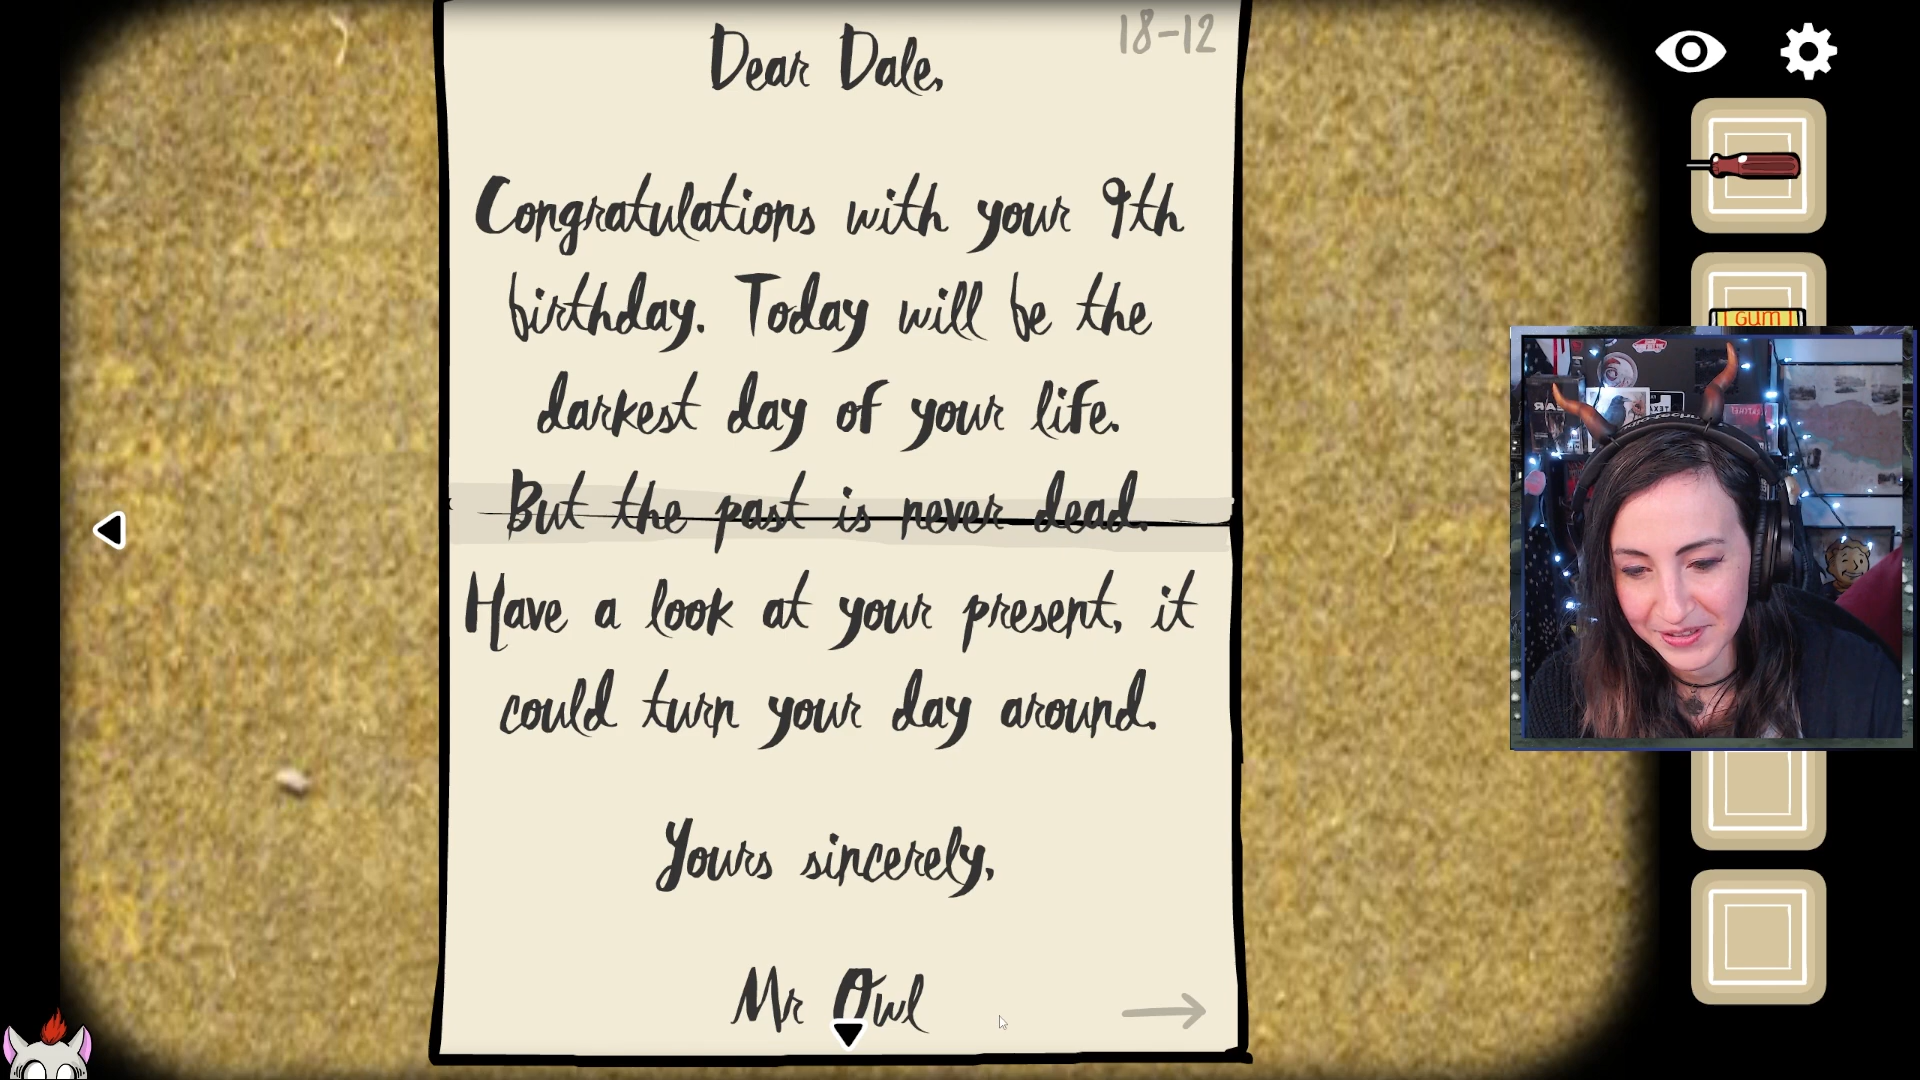 18-12
Dear Dale,
Congratulations with your 9th
birthday. Today will be the
darkest day of your life.
But the past is never dead.
Have a look at your present, it
could turn your day around.
Yours sincerely,
Mr Owl
GUM